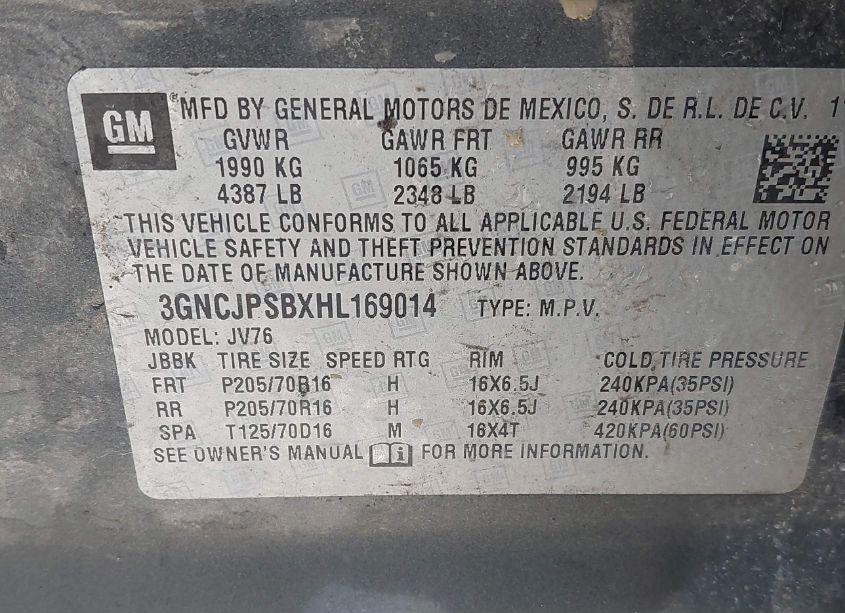 GM
®MFD BY GENERAL MOTORS DE MEXICO, S. DE R.L. DE C.V.
GVWR GAWR FRT GAWR RR
1990 KG 1065 KG 995 KG
4387 LB 2348 LB 2194 LB
THIS VEHICLE CONFORMS TO ALL APPLICABLE U.S. FEDERAL MOTOR
VEHICLE SAFETY AND THEFT PREVENTION STANDARDS IN EFFECT ON
THE DATE OF MANUFACTURE SHOWN ABOVE.
3GNCJPSBXHL169014 TYPE: M.P.V.
MODEL: JV76
JBBK TIRE SIZE SPEED RTG RIM COLD TIRE PRESSURE
FRT P205/70R16 H 16X6.5J 240KPA(35PSI)
RR P205/70R16 H 16X6.5J 240KPA(35PSI)
SPA T125/70D16 M 16X4T 420KPA(60PSI)
SEE OWNER'S MANUAL FOR MORE INFORMATION.